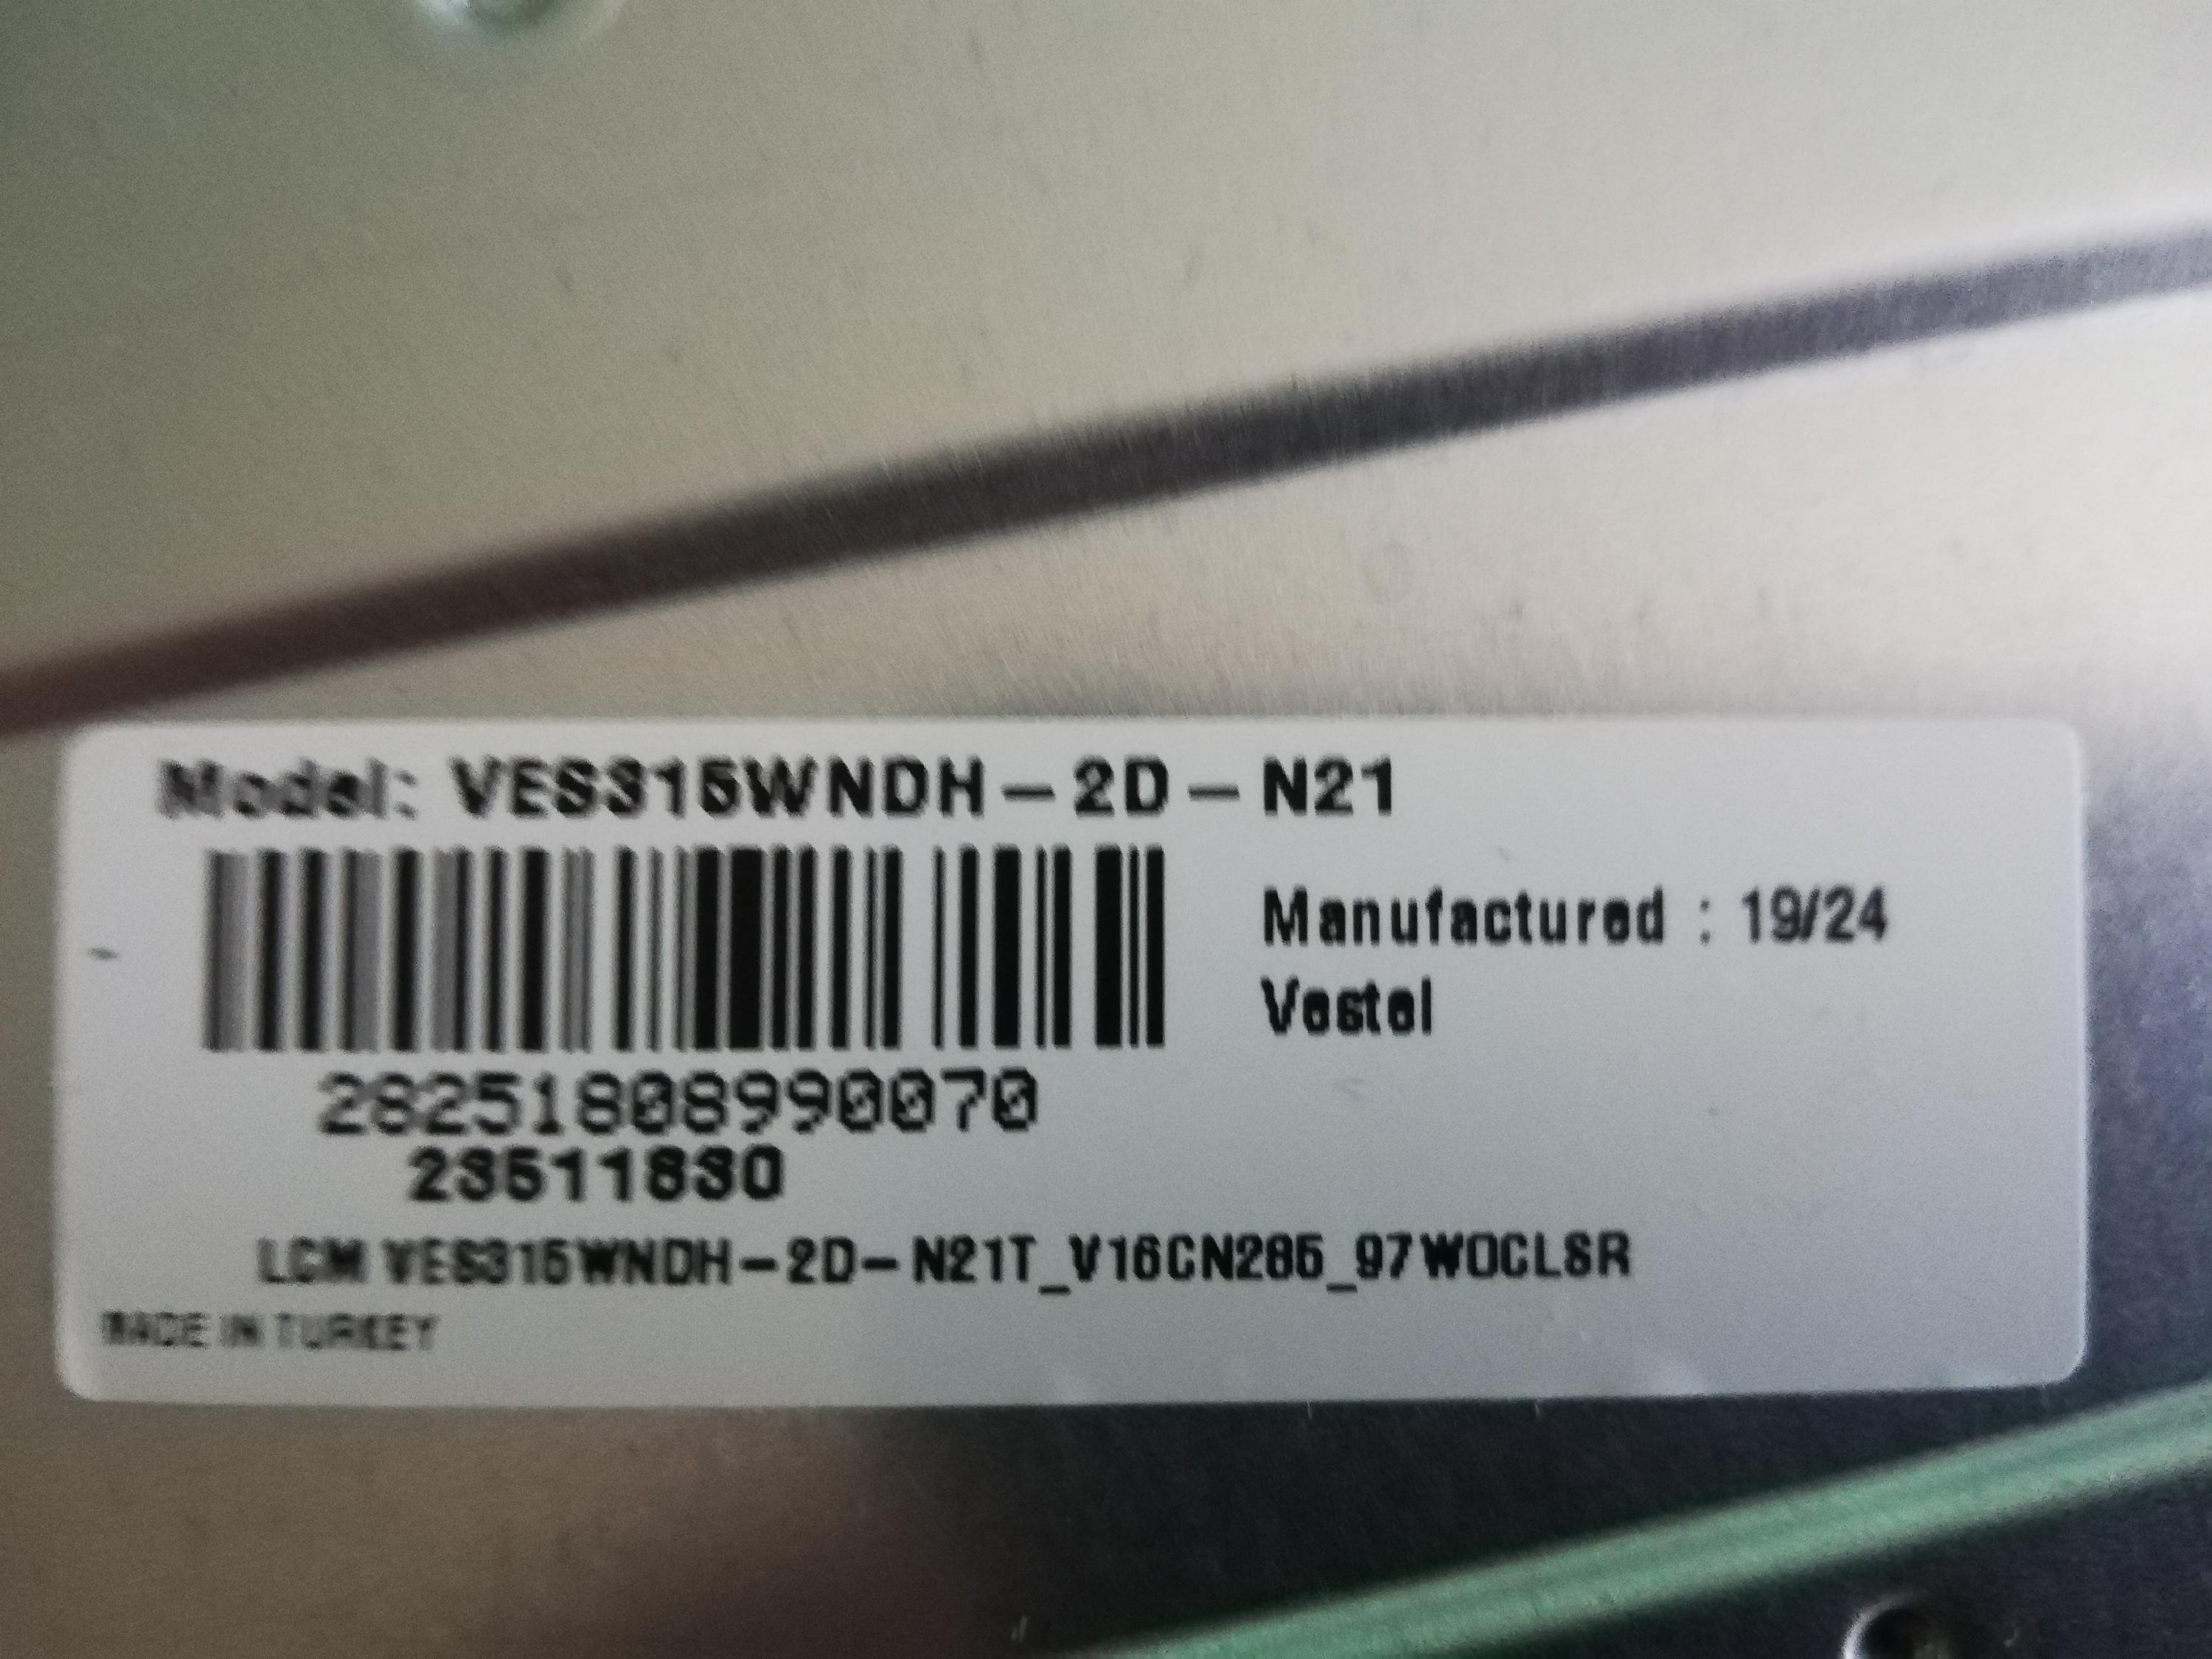 Model: VES315WNDH-2D-N21
Manufactured : 19/24
Vestel
28251808990070
23511830
LCM VES315WNDH-2D-N21T_V16CN285_97WOCLSR
MADE IN TURKEY